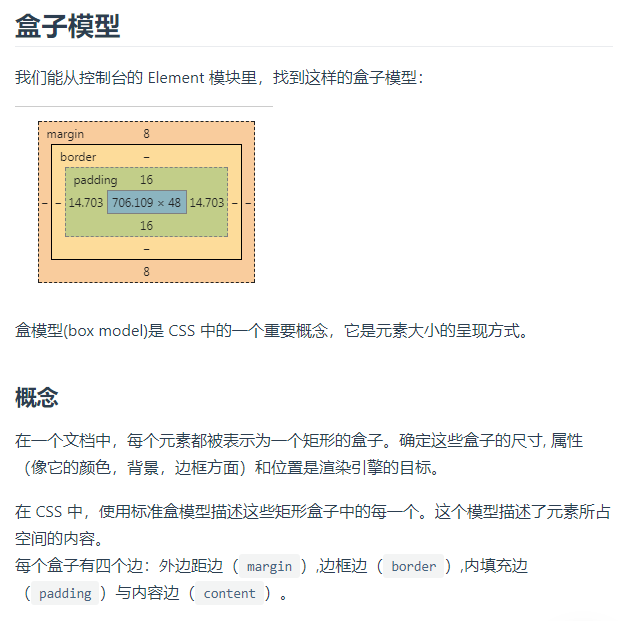 盒子模型
我们能从控制台的 Element 模块里，找到这样的盒子模型：
margin 8
border –
padding 16
– – 14.703 706.109 × 48 14.703 – –
16
–
8
盒模型(box model)是 CSS 中的一个重要概念，它是元素大小的呈现方式。
概念
在一个文档中，每个元素都被表示为一个矩形的盒子。确定这些盒子的尺寸, 属性
（像它的颜色，背景，边框方面）和位置是渲染引擎的目标。
在 CSS 中，使用标准盒模型描述这些矩形盒子中的每一个。这个模型描述了元素所占
空间的内容。
每个盒子有四个边：外边距边（ margin ）,边框边（ border ）,内填充边
（ padding ）与内容边（ content ）。